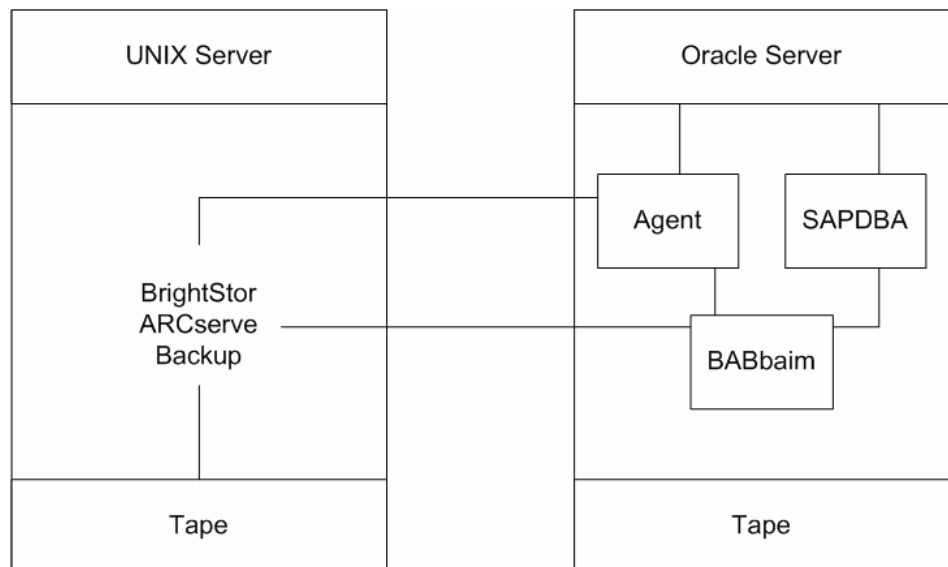 UNIX Server
Oracle Server
Agent
SAPDBA
BrightStor
ARCserve
Backup
BABbaim
Tape
Tape